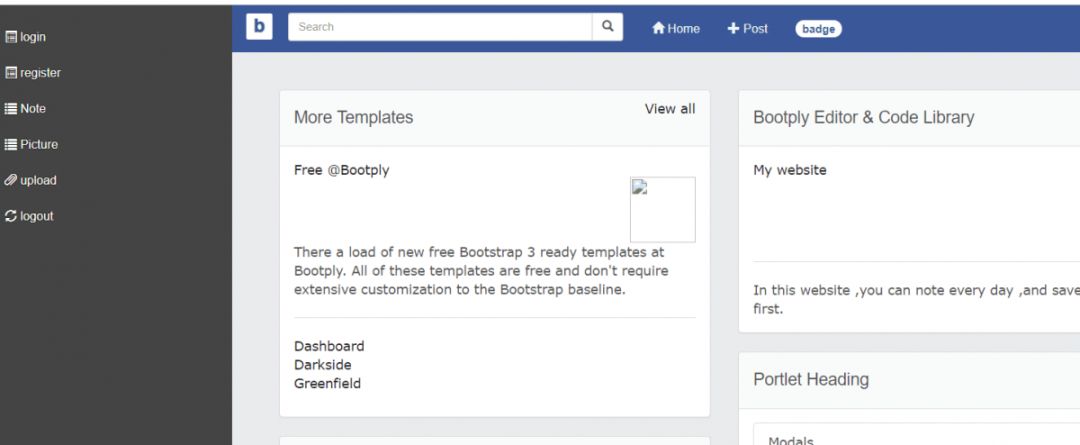 login
register
Note
Picture
upload
logout
b
Search
Home
Post
badge
More Templates
View all
Free @Bootply
There a load of new free Bootstrap 3 ready templates at
Bootply. All of these templates are free and don't require
extensive customization to the Bootstrap baseline.
Dashboard
Darkside
Greenfield
Bootply Editor & Code Library
My website
In this website ,you can note every day ,and save
first.
Portlet Heading
Modals